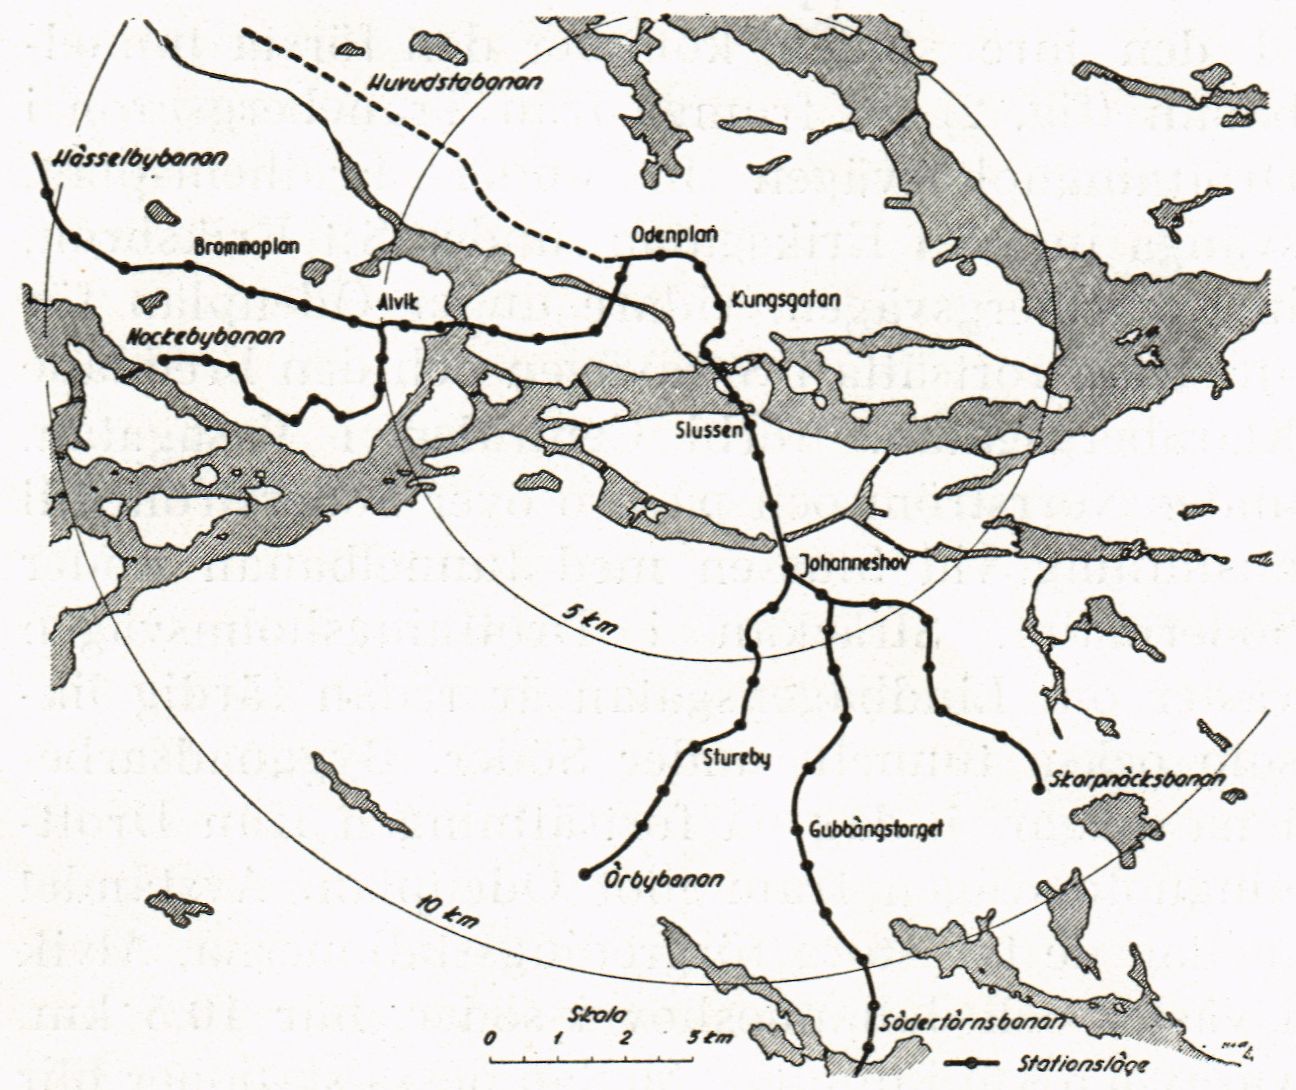 Huvudstabanan
Hässelbybanan
Brommaplan
Odenplan
Alvik
Kungsgatan
Nockebybanan
Slussen
Johanneshov
5 km
Stureby
Skarpnäcksbanan
Gubbängstorget
Örbybanan
10 km
Skala
0 1 2 3 km
Södertörnsbanan
Stationsläge